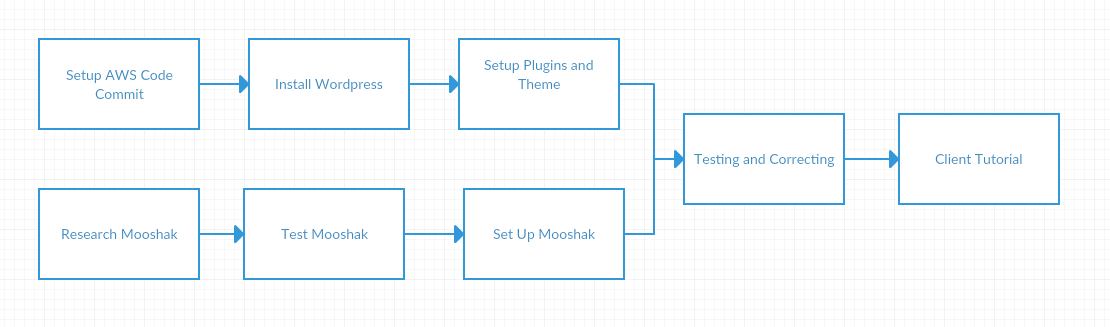 Setup AWS Code
Commit
Install Wordpress
Setup Plugins and
Theme
Research Mooshak
Test Mooshak
Set Up Mooshak
Testing and Correcting
Client Tutorial